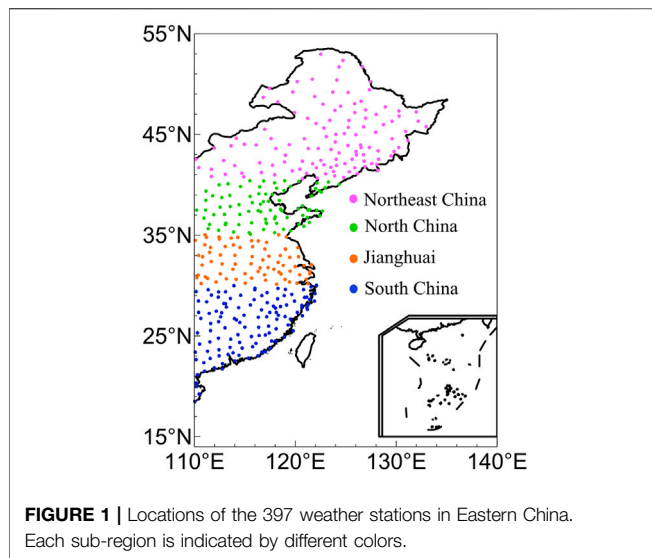 55°N
45°N
35°N
25°N
15°N
110°E 120°E 130°E 140°E
Northeast China
North China
Jianghuai
South China
FIGURE 1 | Locations of the 397 weather stations in Eastern China.
Each sub-region is indicated by different colors.